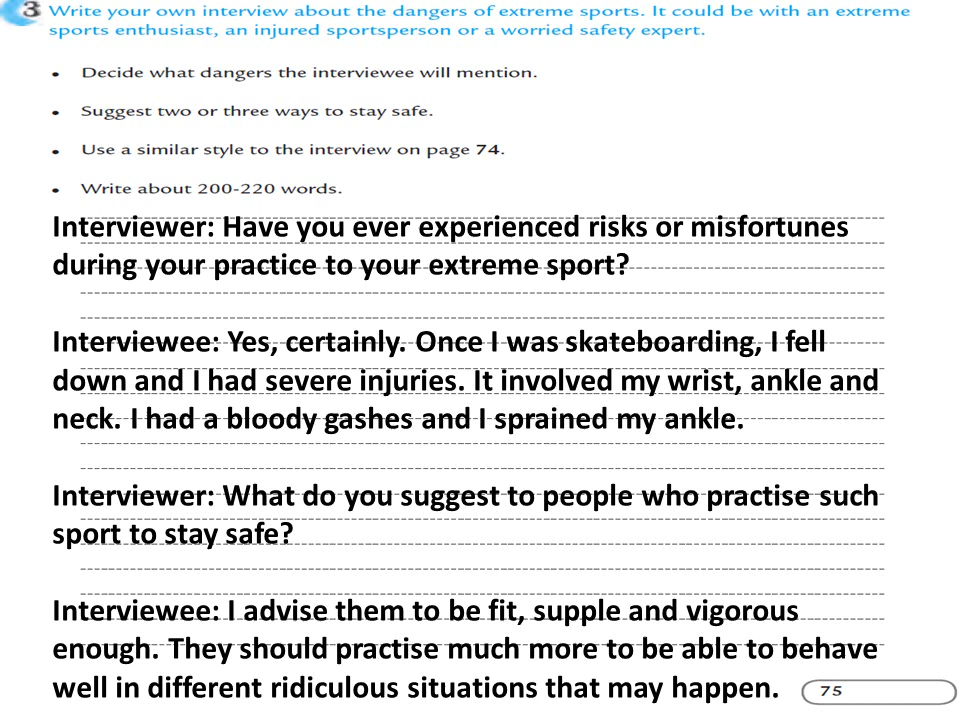 3 Write your own interview about the dangers of extreme sports. It could be with an extreme
sports enthusiast, an injured sportsperson or a worried safety expert.
• Decide what dangers the interviewee will mention.
• Suggest two or three ways to stay safe.
• Use a similar style to the interview on page 74.
• Write about 200-220 words.
Interviewer: Have you ever experienced risks or misfortunes
during your practice to your extreme sport?
Interviewee: Yes, certainly. Once I was skateboarding, I fell
down and I had severe injuries. It involved my wrist, ankle and
neck. I had a bloody gashes and I sprained my ankle.
Interviewer: What do you suggest to people who practise such
sport to stay safe?
Interviewee: I advise them to be fit, supple and vigorous
enough. They should practise much more to be able to behave
well in different ridiculous situations that may happen.
75